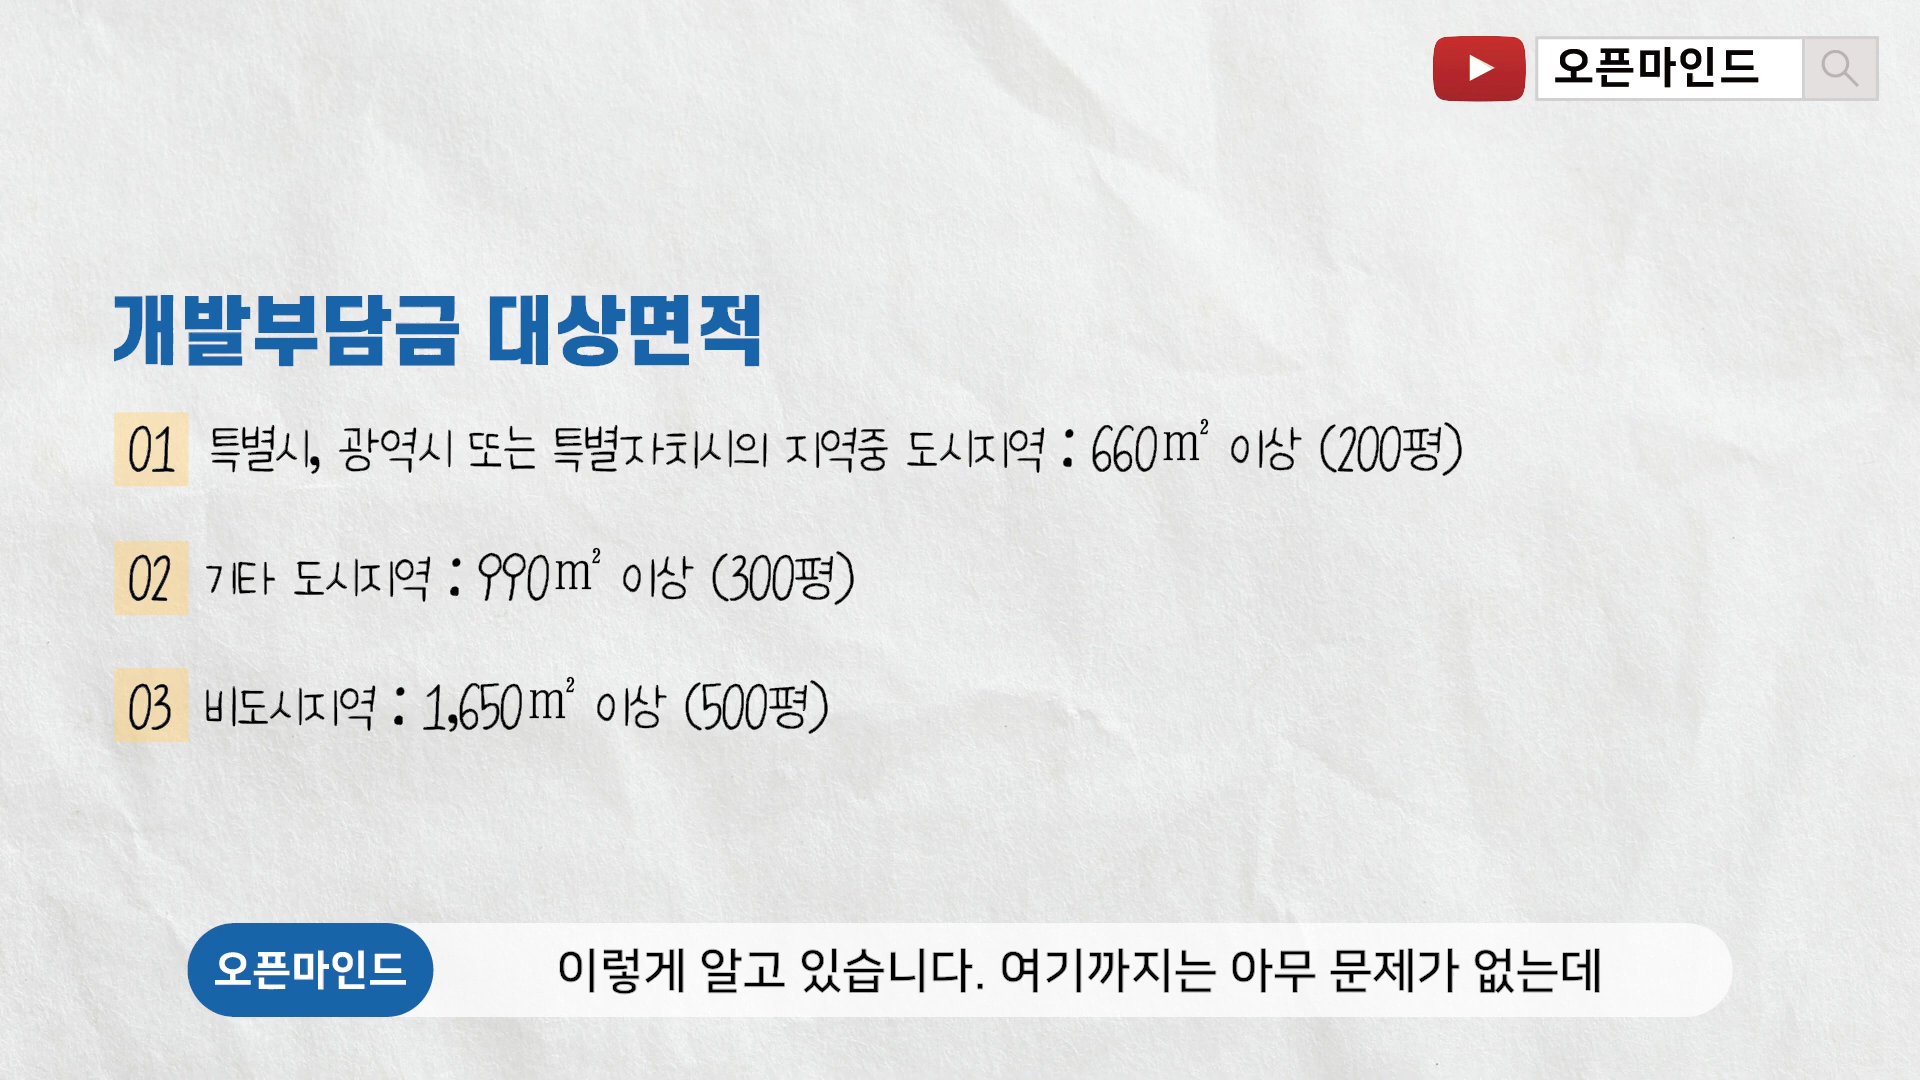 오픈마인드
개발부담금 대상면적
01 특별시, 광역시 또는 특별자치시의 지역중 도시지역 : 660㎡ 이상 (200평)
02 기타 도시지역 : 990㎡ 이상 (300평)
03 비도시지역 : 1,650㎡ 이상 (500평)
오픈마인드 이렇게 알고 있습니다. 여기까지는 아무 문제가 없는데